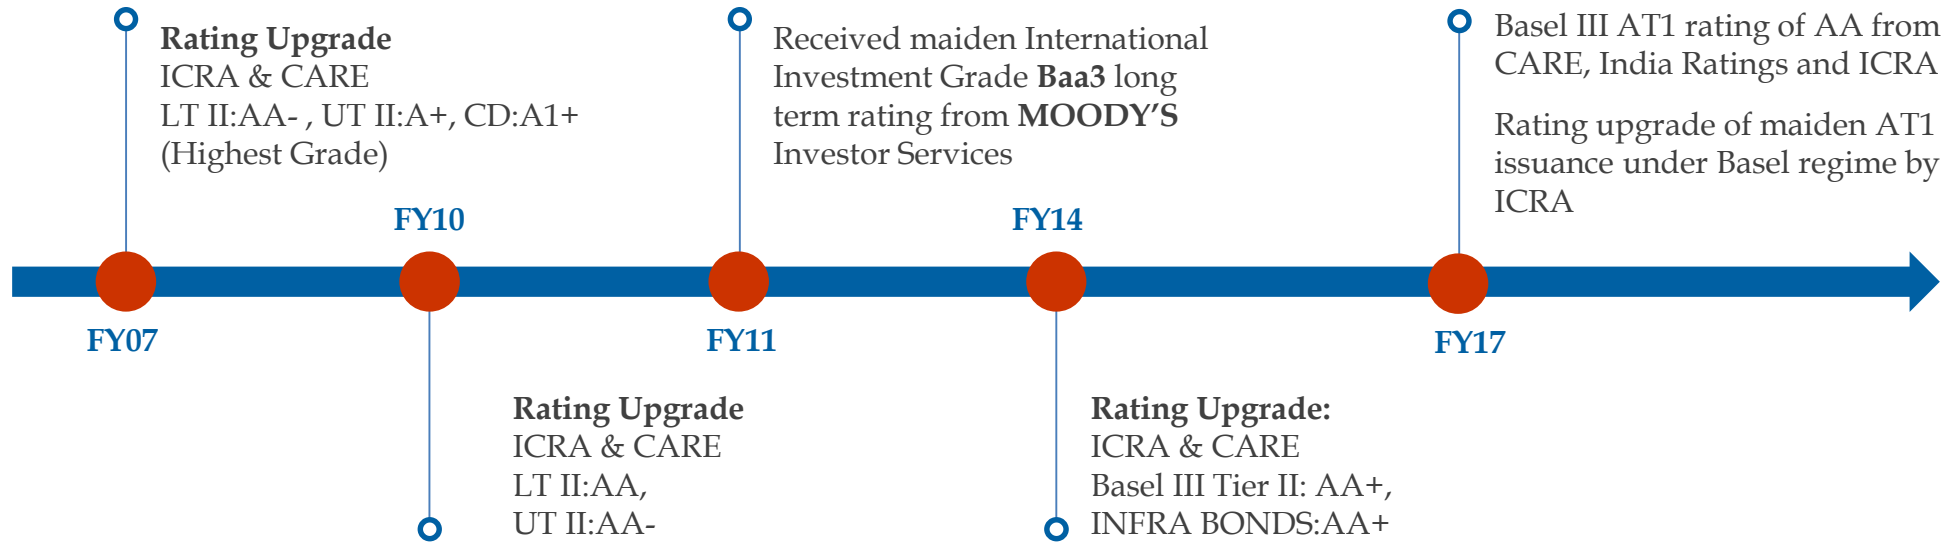 Rating Upgrade
ICRA & CARE
LT II:AA- , UT II:A+, CD:A1+
(Highest Grade)
FY07
FY10
Rating Upgrade
ICRA & CARE
LT II:AA,
UT II:AA-
Received maiden International
Investment Grade Baa3 long
term rating from MOODY’S
Investor Services
FY11
FY14
Rating Upgrade:
ICRA & CARE
Basel III Tier II: AA+,
INFRA BONDS:AA+
Basel III AT1 rating of AA from
CARE, India Ratings and ICRA
Rating upgrade of maiden AT1
issuance under Basel regime by
ICRA
FY17